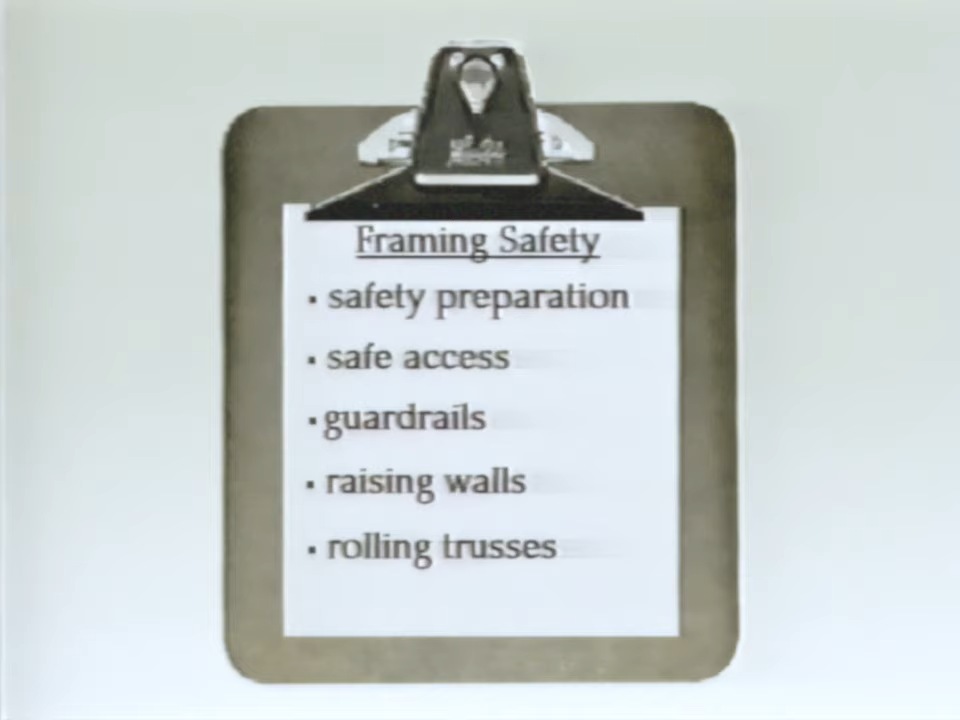 Framing Safety
· safety preparation
· safe access
· guardrails
· raising walls
· rolling trusses